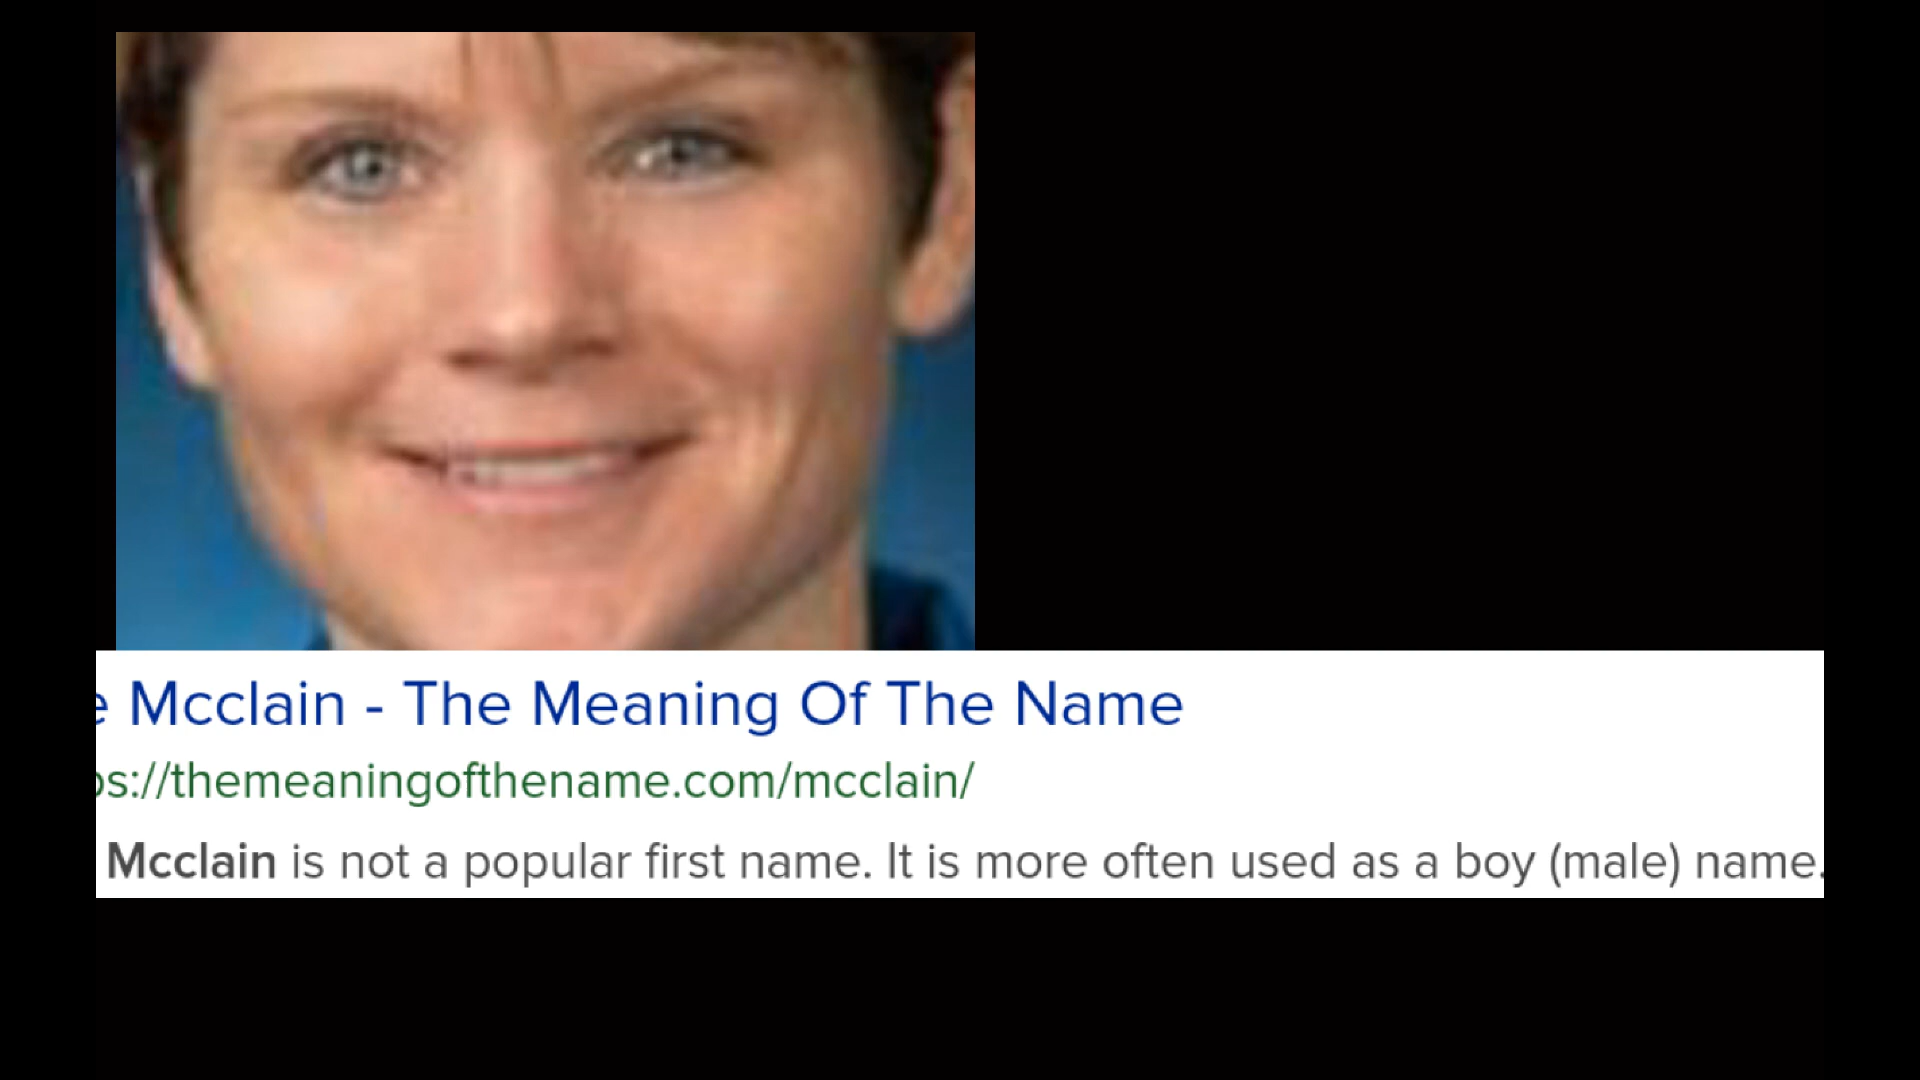 e Mcclain - The Meaning Of The Name
ps://themeaningofthename.com/mcclain/
Mcclain is not a popular first name. It is more often used as a boy (male) name.